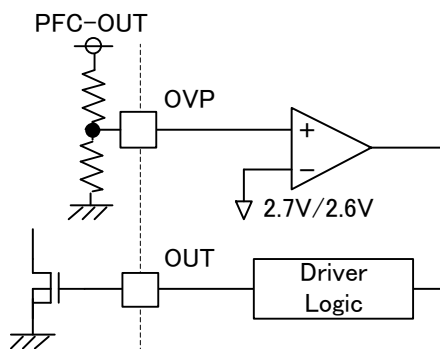 PFC-OUT
OVP
+
−
2.7V/2.6V
OUT
Driver
Logic